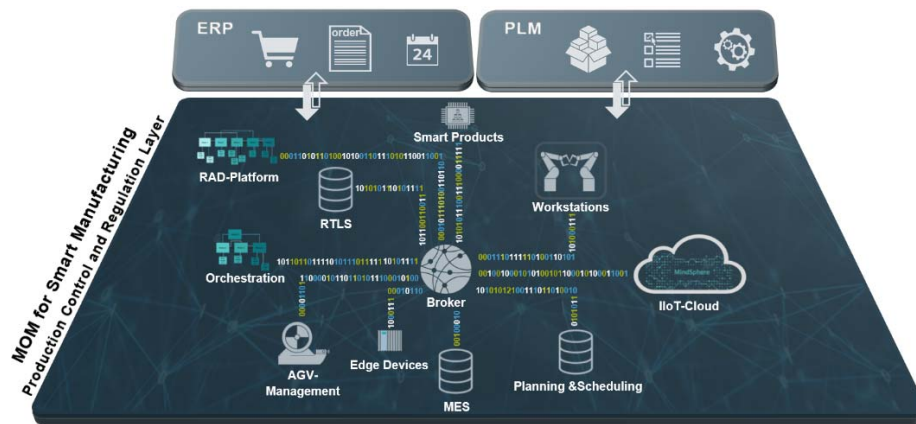 ERP
order
24
PLM
MOM for Smart Manufacturing
Production Control and Regulation Layer
Smart Products
RAD-Platform
RTLS
Workstations
Orchestration
Broker
MindSphere
IIoT-Cloud
AGV-
Management
Edge Devices
MES
Planning &Scheduling